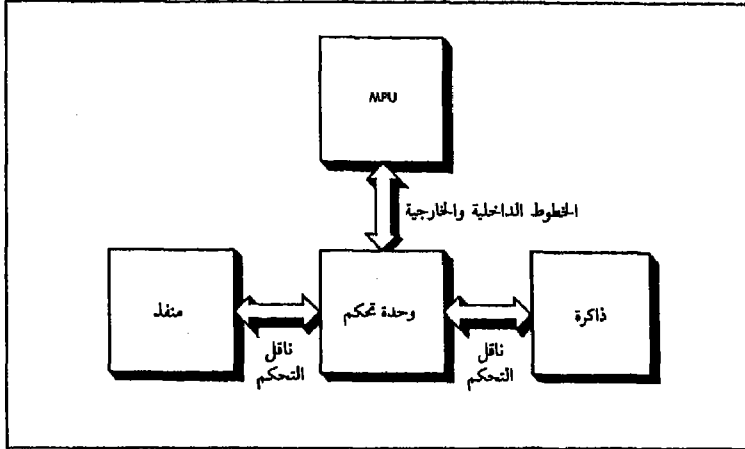 MPU
الخطوط الداخلية والخارجية
منفذ
وحدة تحكم
ذاكرة
ناقل
التحكم
ناقل
التحكم